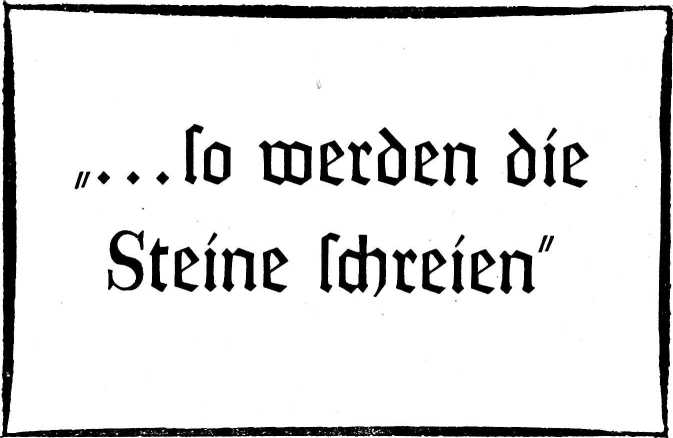 „...so werden die
Steine schreien"